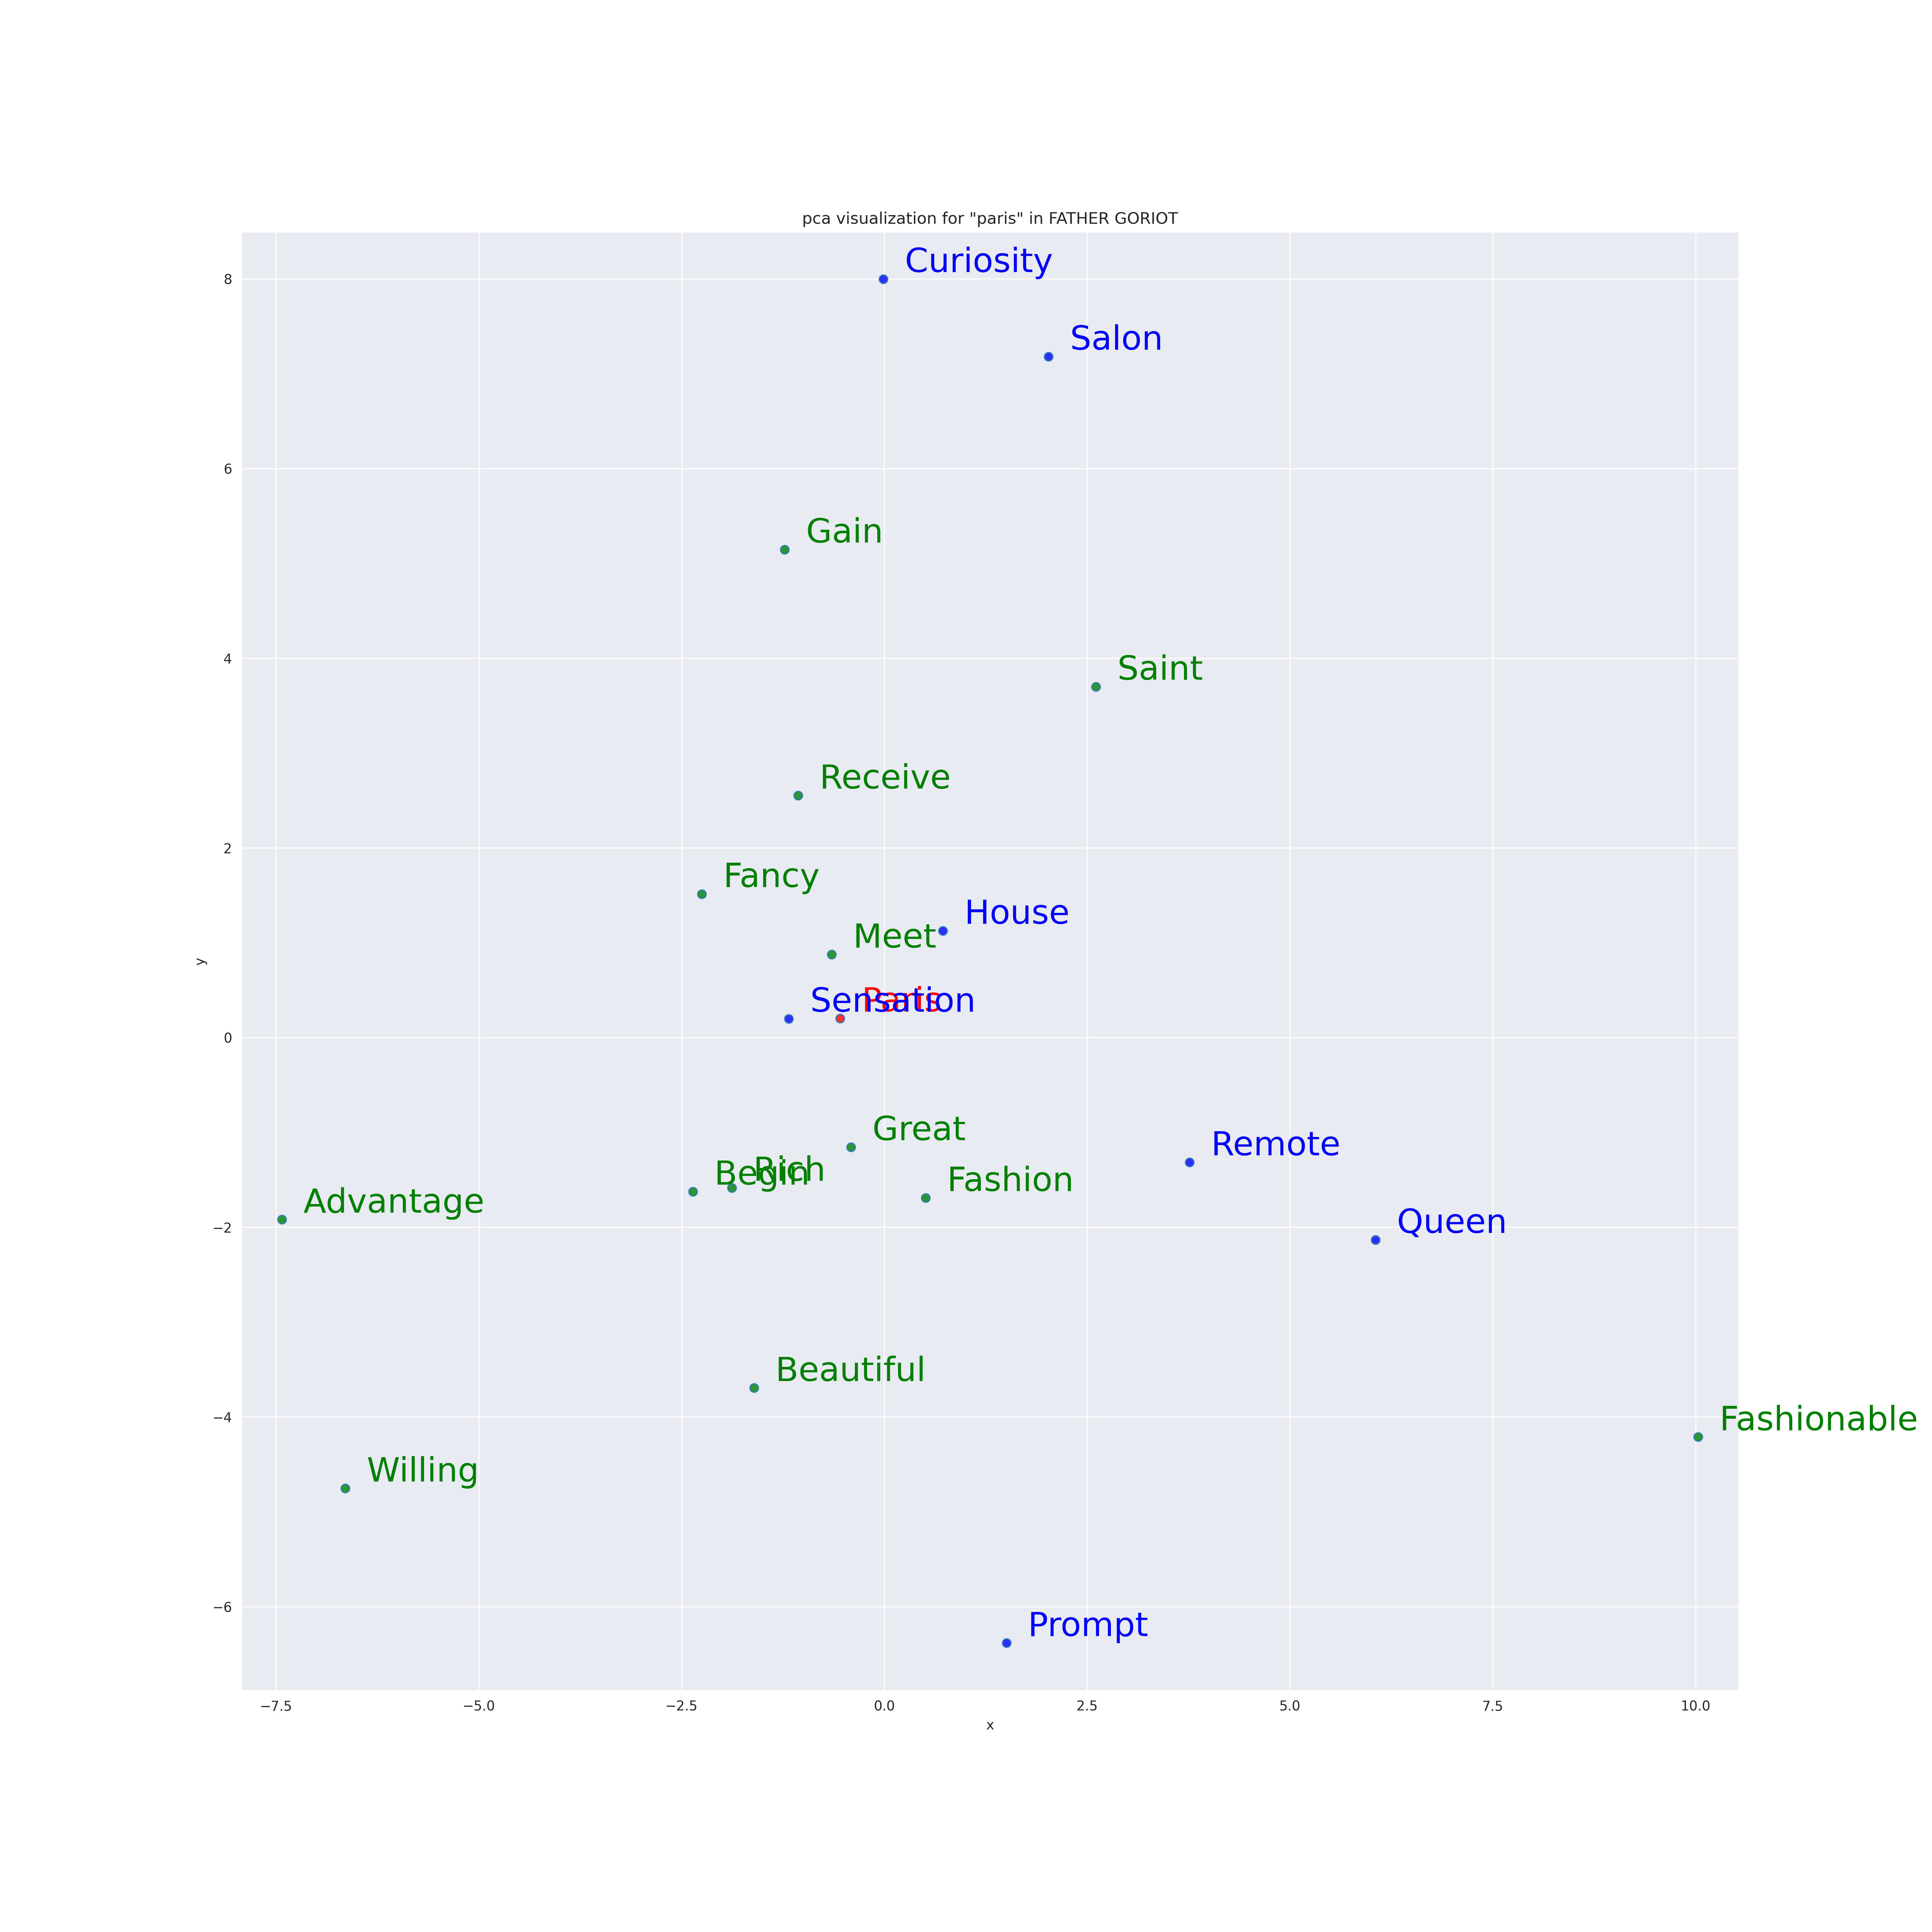 pca visualization for "paris" in FATHER GORIOT
Curiosity
8
Salon
6
Gain
4
Saint
Receive
2
Fancy
House
Meet
y
Sensation
Paris
0
Great
Remote
Rich
Begin
Fashion
Advantage
−2
Queen
Beautiful
−4
Fashionable
Willing
−6
Prompt
−7.5 −5.0 −2.5 0.0 2.5 5.0 7.5 10.0
x